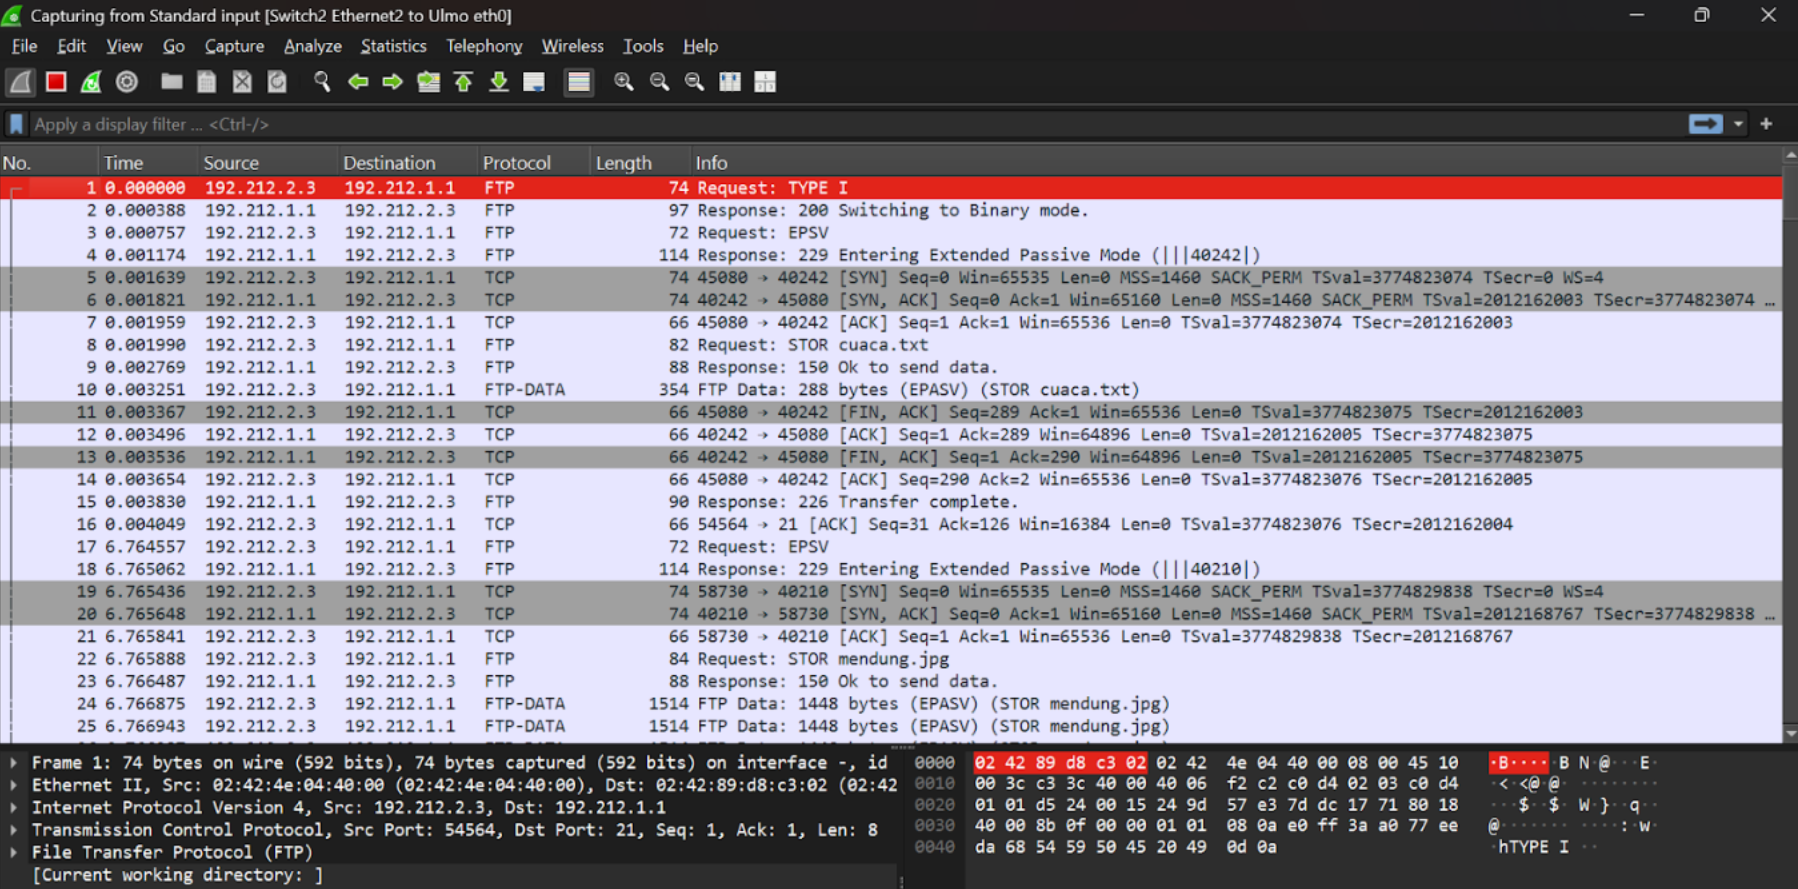 Capturing from Standard input [Switch2 Ethernet2 to Ulmo eth0]
File Edit View Go Capture Analyze Statistics Telephony Wireless Tools Help
Apply a display filter ... <Ctrl-/>
No. Time Source Destination Protocol Length Info
1 0.000000 192.212.2.3 192.212.1.1 FTP 74 Request: TYPE I
2 0.000388 192.212.1.1 192.212.2.3 FTP 97 Response: 200 Switching to Binary mode.
3 0.000757 192.212.2.3 192.212.1.1 FTP 72 Request: EPSV
4 0.001174 192.212.1.1 192.212.2.3 FTP 114 Response: 229 Entering Extended Passive Mode (|||40242|)
5 0.001639 192.212.2.3 192.212.1.1 TCP 74 45080 → 40242 [SYN] Seq=0 Win=65535 Len=0 MSS=1460 SACK_PERM TSval=3774823074 TSecr=0 WS=4
6 0.001821 192.212.1.1 192.212.2.3 TCP 74 40242 → 45080 [SYN, ACK] Seq=0 Ack=1 Win=65160 Len=0 MSS=1460 SACK_PERM TSval=2012162003 TSecr=3774823074 …
7 0.001959 192.212.2.3 192.212.1.1 TCP 66 45080 → 40242 [ACK] Seq=1 Ack=1 Win=65536 Len=0 TSval=3774823074 TSecr=2012162003
8 0.001990 192.212.2.3 192.212.1.1 FTP 82 Request: STOR cuaca.txt
9 0.002769 192.212.1.1 192.212.2.3 FTP 88 Response: 150 Ok to send data.
10 0.003251 192.212.2.3 192.212.1.1 FTP-DATA 354 FTP Data: 288 bytes (EPASV) (STOR cuaca.txt)
11 0.003367 192.212.2.3 192.212.1.1 TCP 66 45080 → 40242 [FIN, ACK] Seq=289 Ack=1 Win=65536 Len=0 TSval=3774823075 TSecr=2012162003
12 0.003496 192.212.1.1 192.212.2.3 TCP 66 40242 → 45080 [ACK] Seq=1 Ack=289 Win=64896 Len=0 TSval=2012162005 TSecr=3774823075
13 0.003536 192.212.1.1 192.212.2.3 TCP 66 40242 → 45080 [FIN, ACK] Seq=1 Ack=290 Win=64896 Len=0 TSval=2012162005 TSecr=3774823075
14 0.003654 192.212.2.3 192.212.1.1 TCP 66 45080 → 40242 [ACK] Seq=290 Ack=2 Win=65536 Len=0 TSval=3774823076 TSecr=2012162005
15 0.003830 192.212.1.1 192.212.2.3 FTP 90 Response: 226 Transfer complete.
16 0.004049 192.212.2.3 192.212.1.1 TCP 66 54564 → 21 [ACK] Seq=31 Ack=126 Win=16384 Len=0 TSval=3774823076 TSecr=2012162004
17 6.764557 192.212.2.3 192.212.1.1 FTP 72 Request: EPSV
18 6.765062 192.212.1.1 192.212.2.3 FTP 114 Response: 229 Entering Extended Passive Mode (|||40210|)
19 6.765436 192.212.2.3 192.212.1.1 TCP 74 58730 → 40210 [SYN] Seq=0 Win=65535 Len=0 MSS=1460 SACK_PERM TSval=3774829838 TSecr=0 WS=4
20 6.765648 192.212.1.1 192.212.2.3 TCP 74 40210 → 58730 [SYN, ACK] Seq=0 Ack=1 Win=65160 Len=0 MSS=1460 SACK_PERM TSval=2012168767 TSecr=3774829838 …
21 6.765841 192.212.2.3 192.212.1.1 TCP 66 58730 → 40210 [ACK] Seq=1 Ack=1 Win=65536 Len=0 TSval=3774829838 TSecr=2012168767
22 6.765888 192.212.2.3 192.212.1.1 FTP 84 Request: STOR mendung.jpg
23 6.766487 192.212.1.1 192.212.2.3 FTP 88 Response: 150 Ok to send data.
24 6.766875 192.212.2.3 192.212.1.1 FTP-DATA 1514 FTP Data: 1448 bytes (EPASV) (STOR mendung.jpg)
25 6.766943 192.212.2.3 192.212.1.1 FTP-DATA 1514 FTP Data: 1448 bytes (EPASV) (STOR mendung.jpg)
Frame 1: 74 bytes on wire (592 bits), 74 bytes captured (592 bits) on interface -, id
Ethernet II, Src: 02:42:4e:04:40:00 (02:42:4e:04:40:00), Dst: 02:42:89:d8:c3:02 (02:42
Internet Protocol Version 4, Src: 192.212.2.3, Dst: 192.212.1.1
Transmission Control Protocol, Src Port: 54564, Dst Port: 21, Seq: 1, Ack: 1, Len: 8
File Transfer Protocol (FTP)
[Current working directory: ]
0000 02 42 89 d8 c3 02 02 42 4e 04 40 00 08 00 45 10 ·B····· B N·@···E·
0010 00 3c c3 3c 40 00 40 06 f2 c2 c0 d4 02 03 c0 d4 ·<·<@·@· ········
0020 01 01 d5 24 00 15 24 9d 57 e3 7d dc 17 71 80 18 ···$··$· W·}··q··
0030 40 00 8b 0f 00 00 01 01 08 0a e0 ff 3a a0 77 ee @······· ····:·w·
0040 da 68 54 59 50 45 20 49 0d 0a ·hTYPE I ··